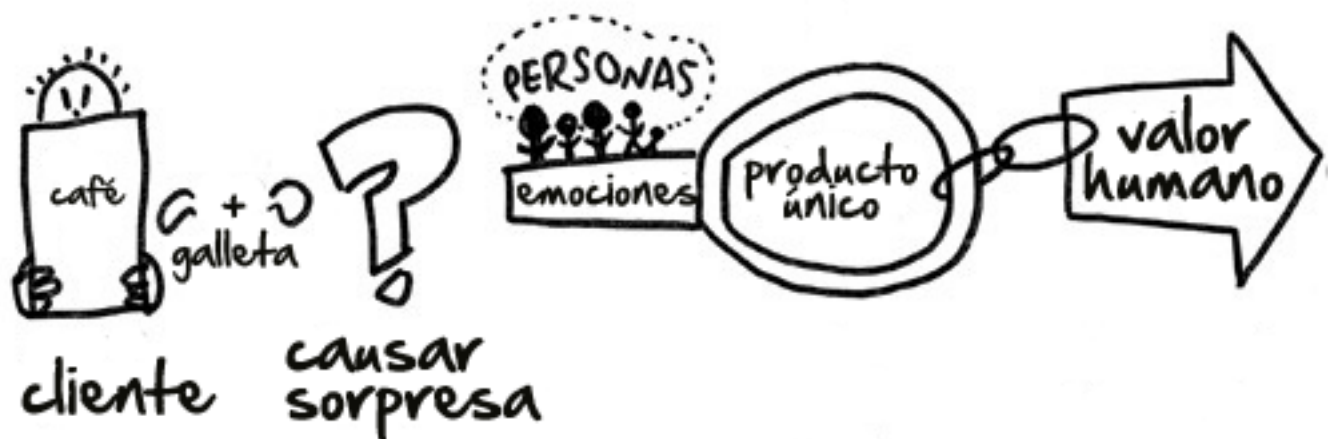 café
+
galleta
cliente
?
causar
sorpresa
PERSONAS
emociones
producto
único
valor
humano